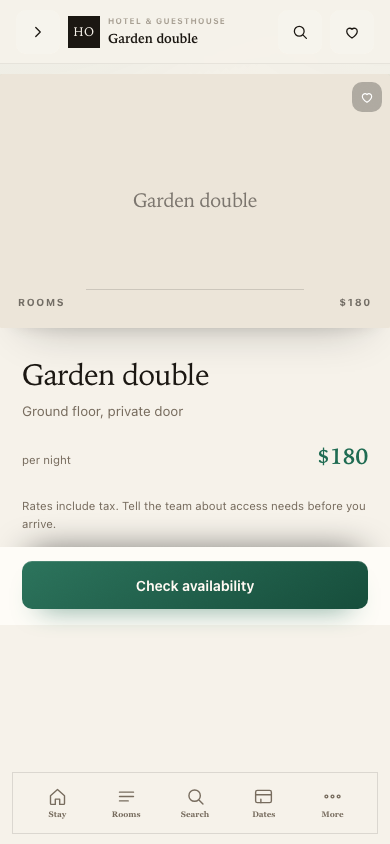 HO
HOTEL & GUESTHOUSE
Garden double
Garden double
ROOMS
$180
Garden double
Ground floor, private door
per night
$180
Rates include tax. Tell the team about access needs before you
arrive.
Check availability
Stay
Rooms
Search
Dates
More